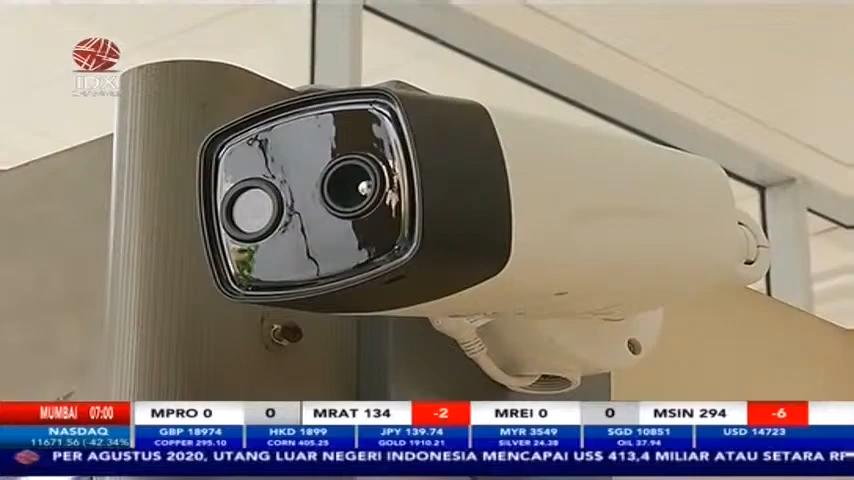 IDX
MUMBAI 07:00 MPRO 0 0 MRAT 134 -2 MREI 0 0 MSIN 294 -6
NASDAQ GBP 18974 HKD 1899 JPY 139.74 MYR 3549 SGD 10851 USD 14723
11671.56 (-42.34%) COPPER 295.10 CORN 405.25 GOLD 1910.21 SILVER 24.38 OIL 37.94
PER AGUSTUS 2020, UTANG LUAR NEGERI INDONESIA MENCAPAI US$ 413,4 MILIAR ATAU SETARA RP